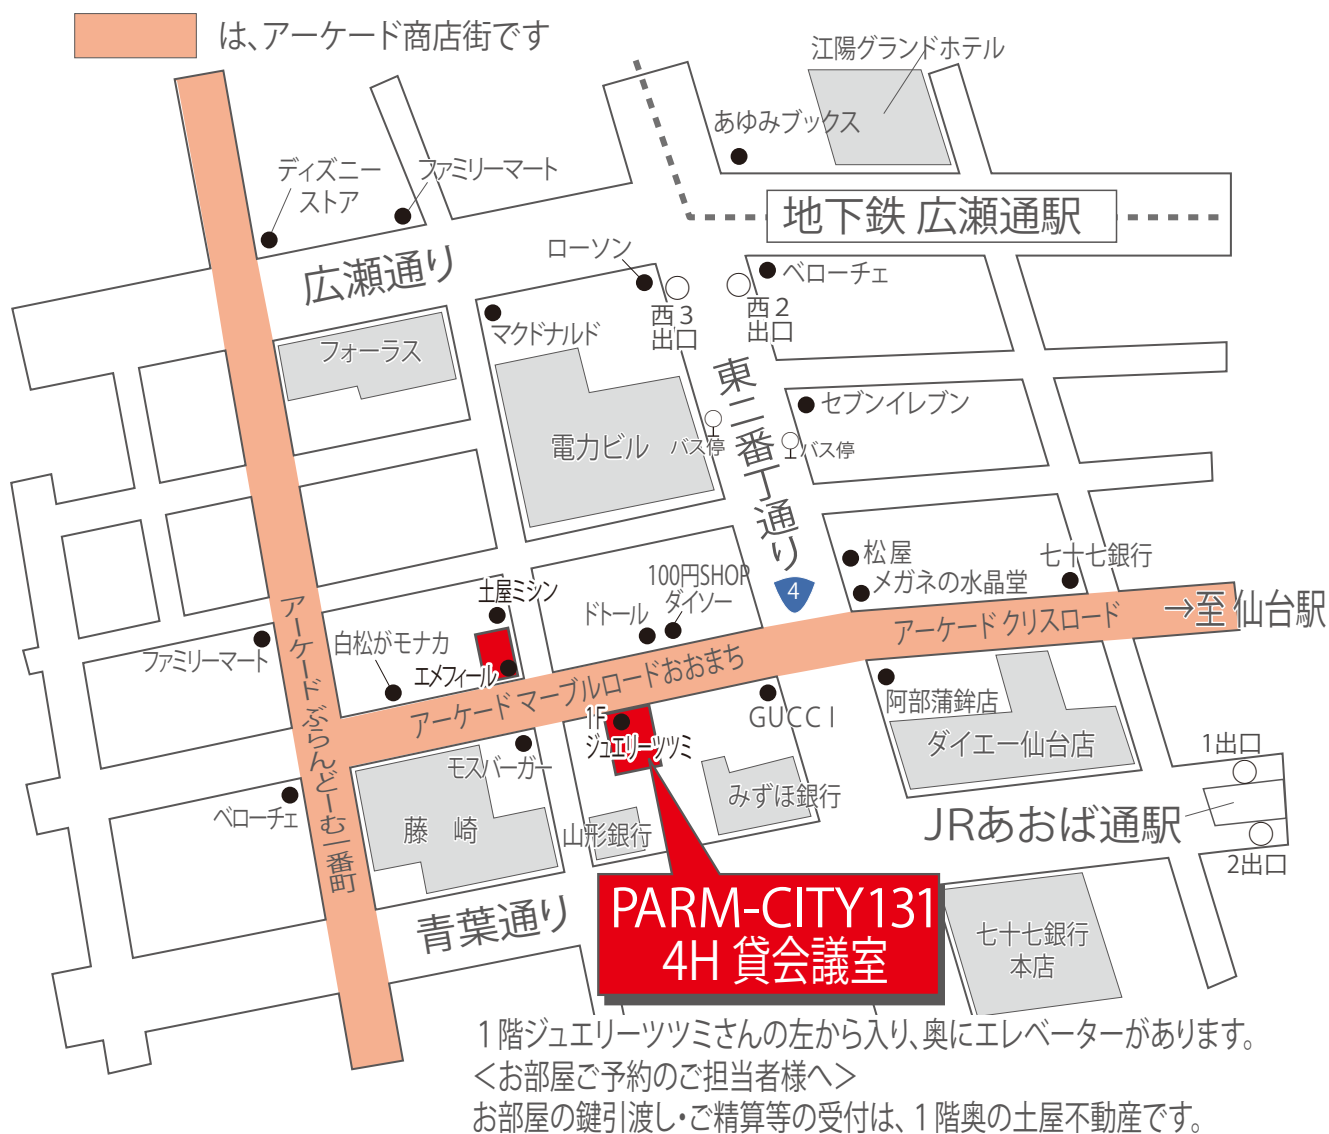 は、アーケード商店街です
江陽グランドホテル
あゆみブックス
ディズニー
ストア
ファミリーマート
地下鉄 広瀬通駅
広瀬通り
ローソン
ベローチェ
西3
出口
西2
出口
マクドナルド
フォーラス
東二番丁通り
セブンイレブン
電力ビル
バス停
バス停
松屋
七十七銀行
メガネの水晶堂
100円SHOP
ダイソー
4
土屋ミシン
ドトール
アーケード クリスロード
→至 仙台駅
ファミリーマート
白松がモナカ
エメフィール
アーケード マーブルロードおおまち
アーケード ぶらんどーむ一番町
1F
ジュエリーツツミ
GUCCI
阿部蒲鉾店
ダイエー仙台店
モスバーガー
みずほ銀行
1出口
ベローチェ
藤崎
山形銀行
JRあおば通駅
2出口
青葉通り
PARM-CITY131
4H 貸会議室
七十七銀行
本店
1階ジュエリーツツミさんの左から入り、奥にエレベーターがあります。
＜お部屋ご予約のご担当者様へ＞
お部屋の鍵引渡し・ご精算等の受付は、1階奥の土屋不動産です。